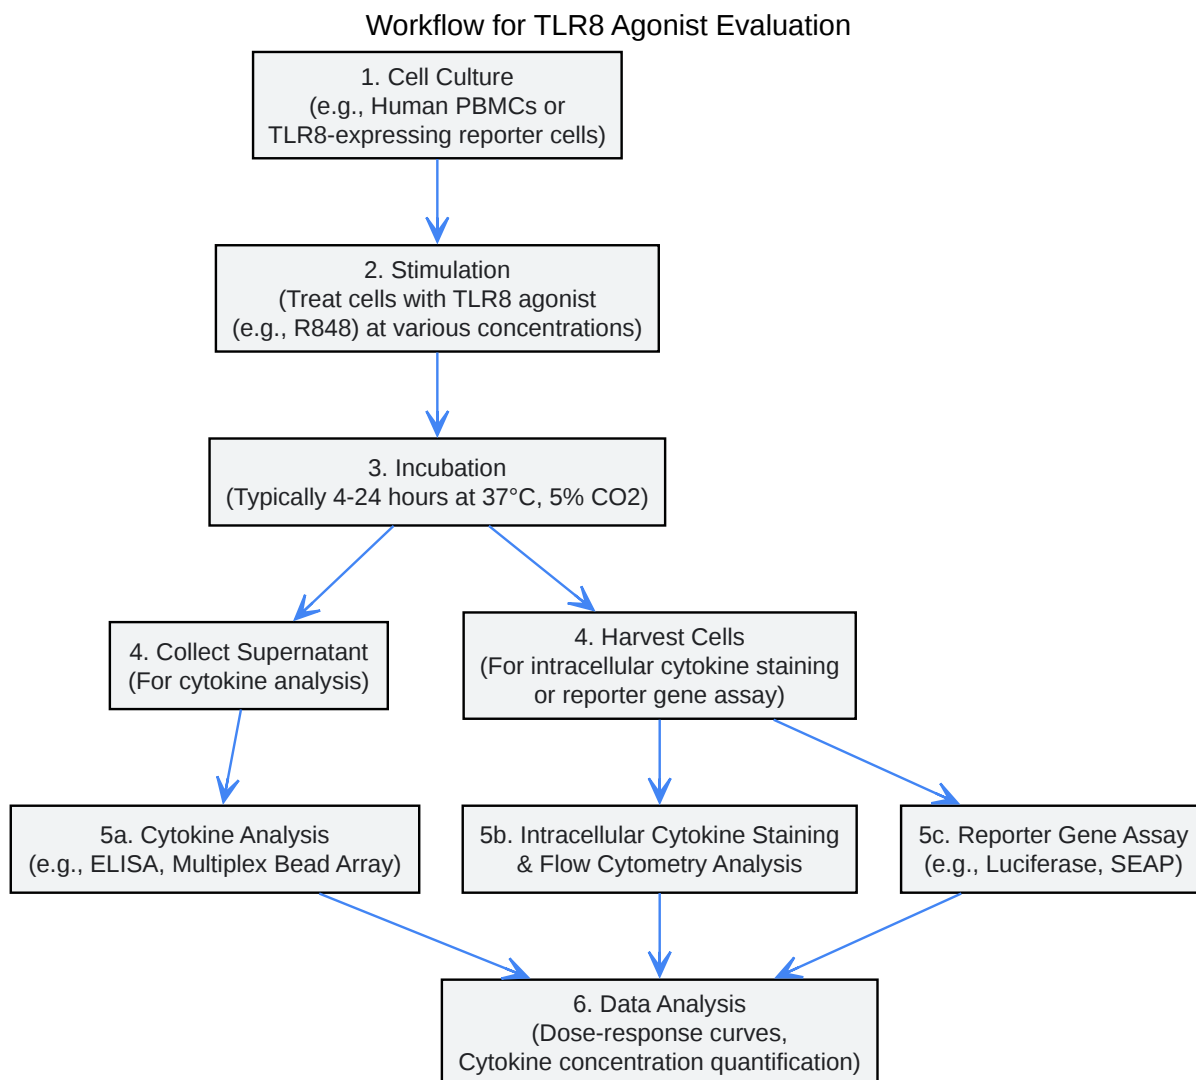 Workflow for TLR8 Agonist Evaluation
1. Cell Culture
(e.g., Human PBMCs or
TLR8-expressing reporter cells)
2. Stimulation
(Treat cells with TLR8 agonist
(e.g., R848) at various concentrations)
3. Incubation
(Typically 4-24 hours at 37°C, 5% CO2)
4. Collect Supernatant
(For cytokine analysis)
4. Harvest Cells
(For intracellular cytokine staining
or reporter gene assay)
5a. Cytokine Analysis
(e.g., ELISA, Multiplex Bead Array)
5b. Intracellular Cytokine Staining
& Flow Cytometry Analysis
5c. Reporter Gene Assay
(e.g., Luciferase, SEAP)
6. Data Analysis
(Dose-response curves,
Cytokine concentration quantification)